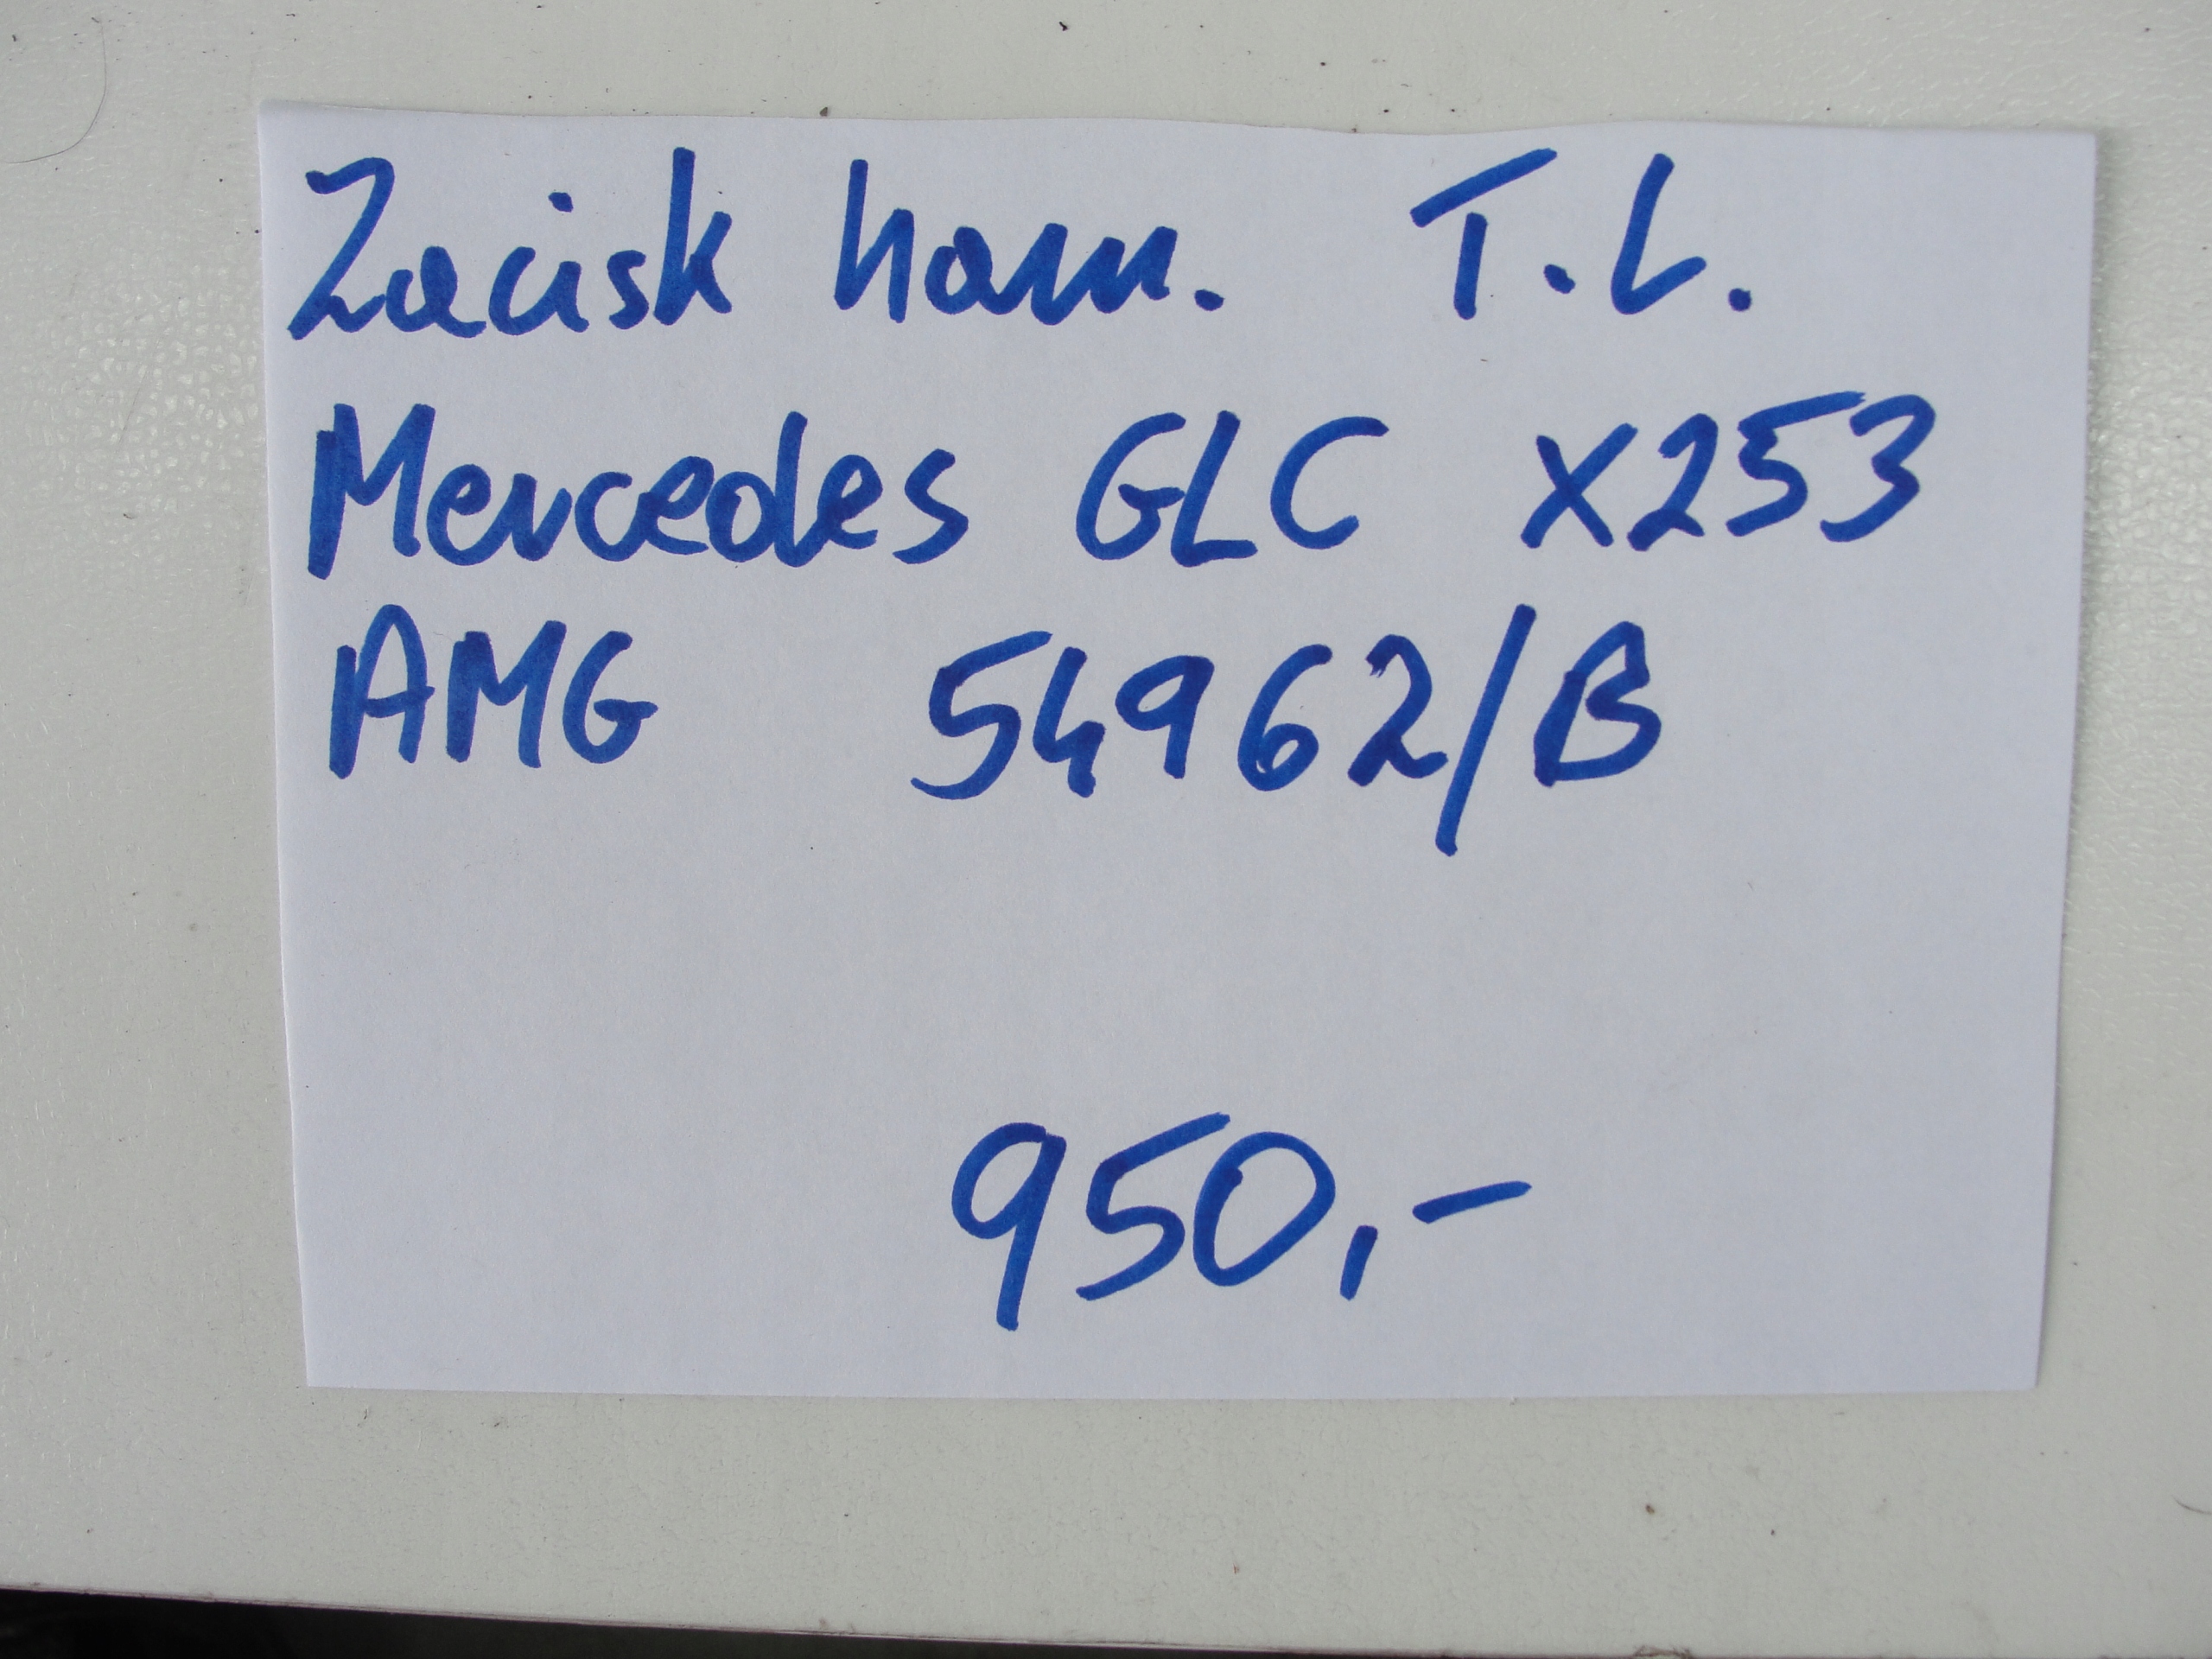 Zacisk ham. T.L.
Mercedes GLC X253
AMG 54962/B
950,-